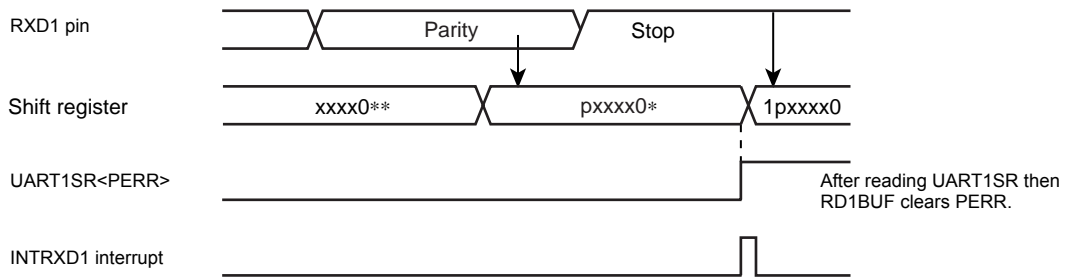 RXD1 pin
Parity
Stop
Shift register
xxxx0**
pxxxx0*
1pxxxx0
UART1SR<PERR>
After reading UART1SR then
RD1BUF clears PERR.
INTRXD1 interrupt